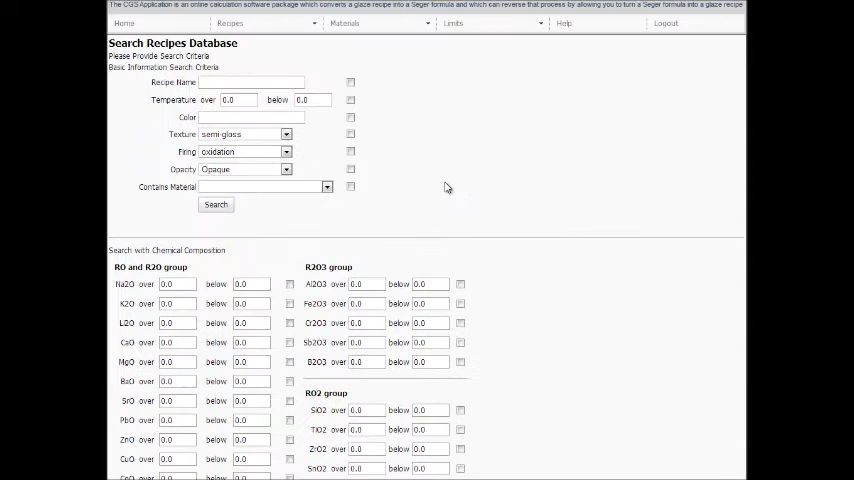 The CGS Application is an online calculation software package which converts a glaze recipe into a Seger formula and which can reverse that process by allowing you to turn a Seger formula into a glaze recipe
Home Recipes Materials Limits Help Logout
Search Recipes Database
Please Provide Search Criteria
Basic Information Search Criteria
Recipe Name
Temperature over 0.0 below 0.0
Color
Texture semi-gloss
Firing oxidation
Opacity Opaque
Contains Material
Search
Search with Chemical Composition
RO and R2O group
Na2O over 0.0 below 0.0
K2O over 0.0 below 0.0
Li2O over 0.0 below 0.0
CaO over 0.0 below 0.0
MgO over 0.0 below 0.0
BaO over 0.0 below 0.0
SrO over 0.0 below 0.0
PbO over 0.0 below 0.0
ZnO over 0.0 below 0.0
CuO over 0.0 below 0.0
over 0.0 below 0.0
R2O3 group
Al2O3 over 0.0 below 0.0
Fe2O3 over 0.0 below 0.0
Cr2O3 over 0.0 below 0.0
Sb2O3 over 0.0 below 0.0
B2O3 over 0.0 below 0.0
RO2 group
SiO2 over 0.0 below 0.0
TiO2 over 0.0 below 0.0
ZrO2 over 0.0 below 0.0
SnO2 over 0.0 below 0.0